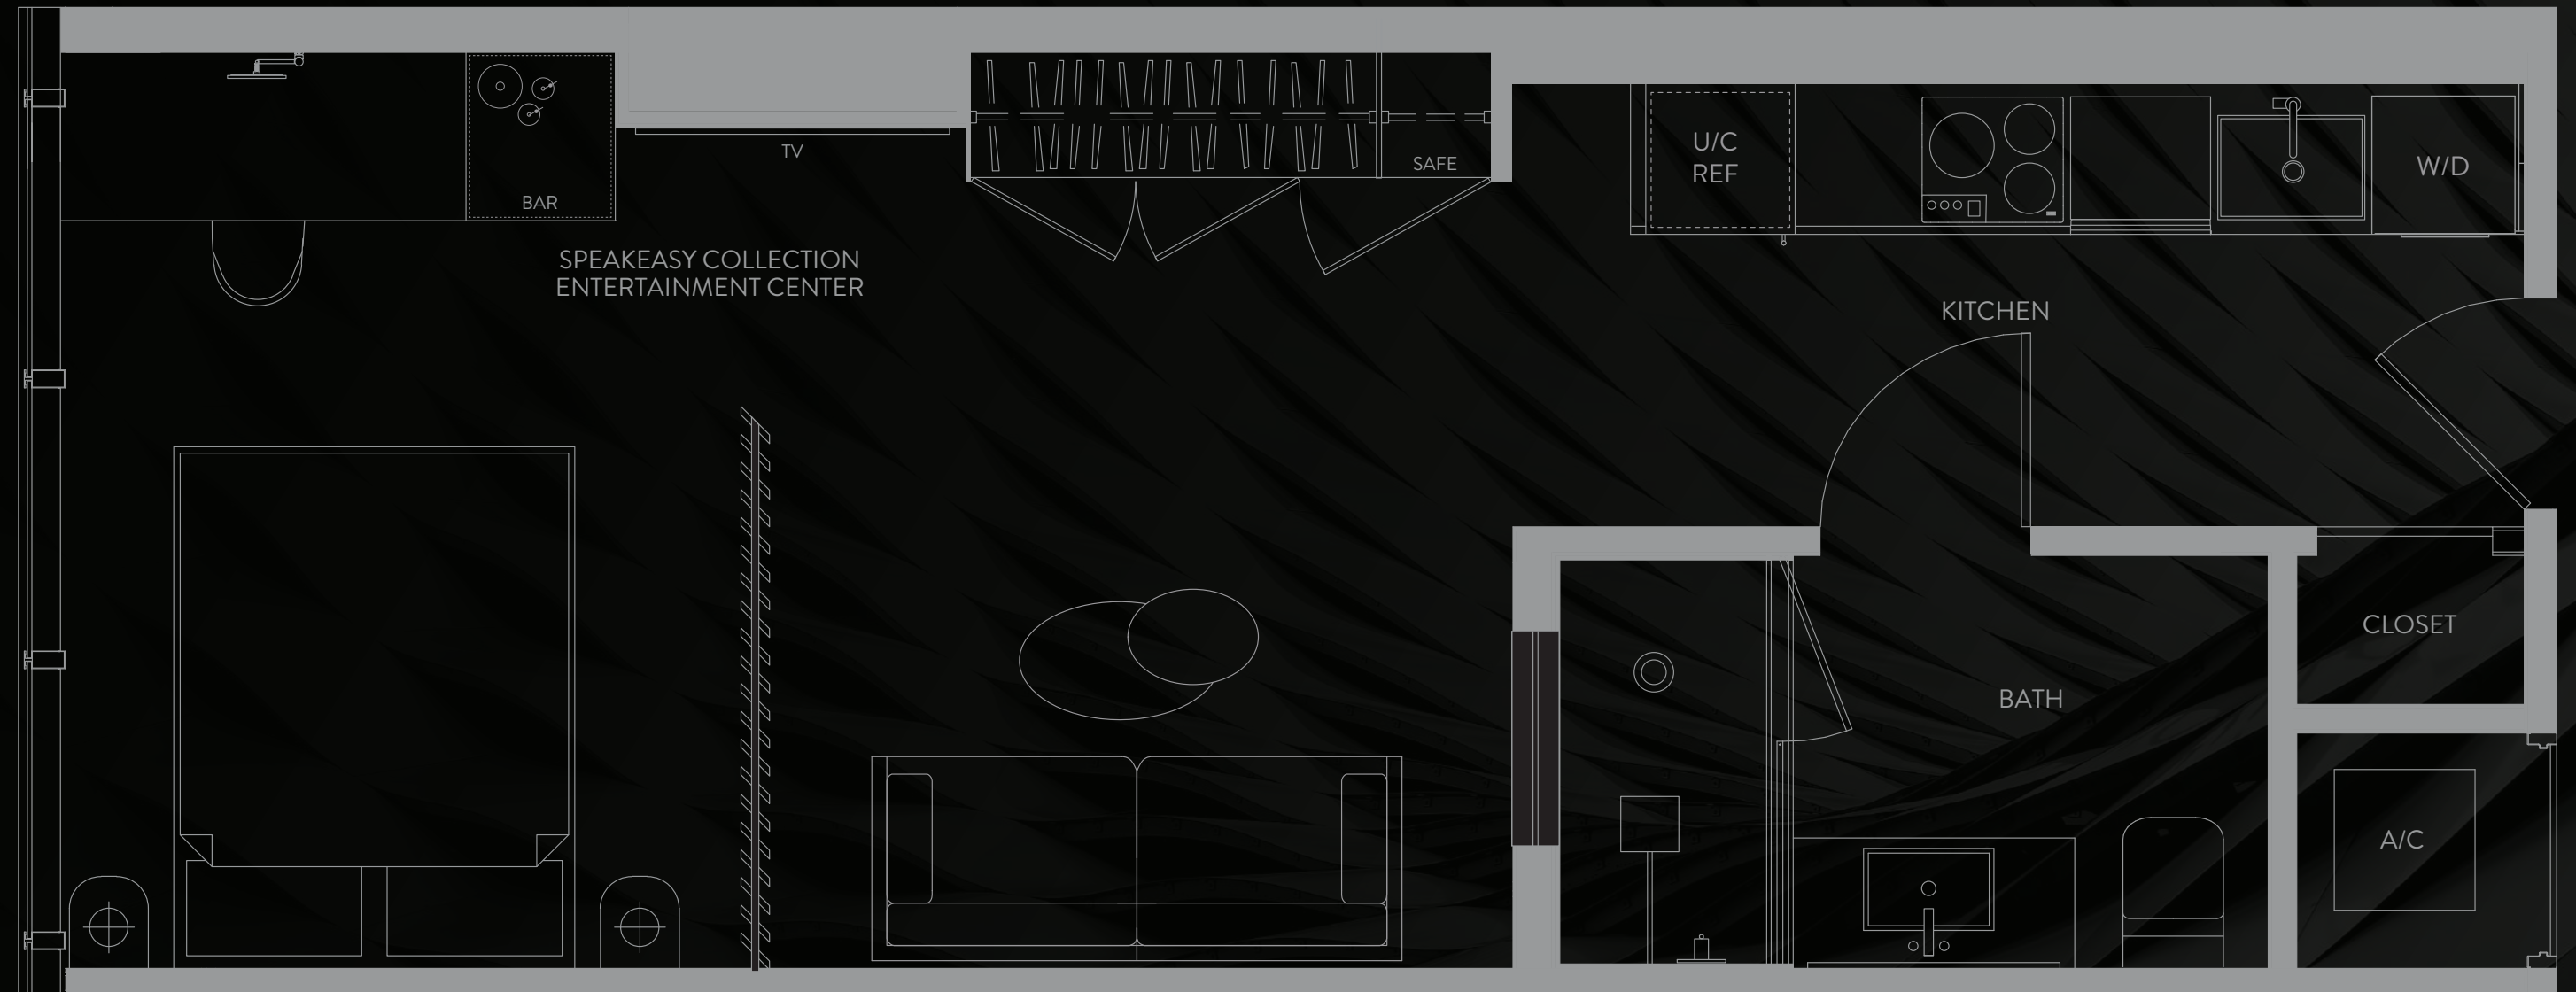 TV
BAR
SAFE
U/C
REF
W/D
SPEAKEASY COLLECTION
ENTERTAINMENT CENTER
KITCHEN
CLOSET
BATH
A/C